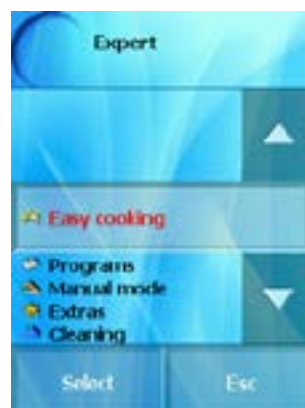 Expert
Easy cooking
Programs
Manual mode
Extras
Cleaning
Select Esc